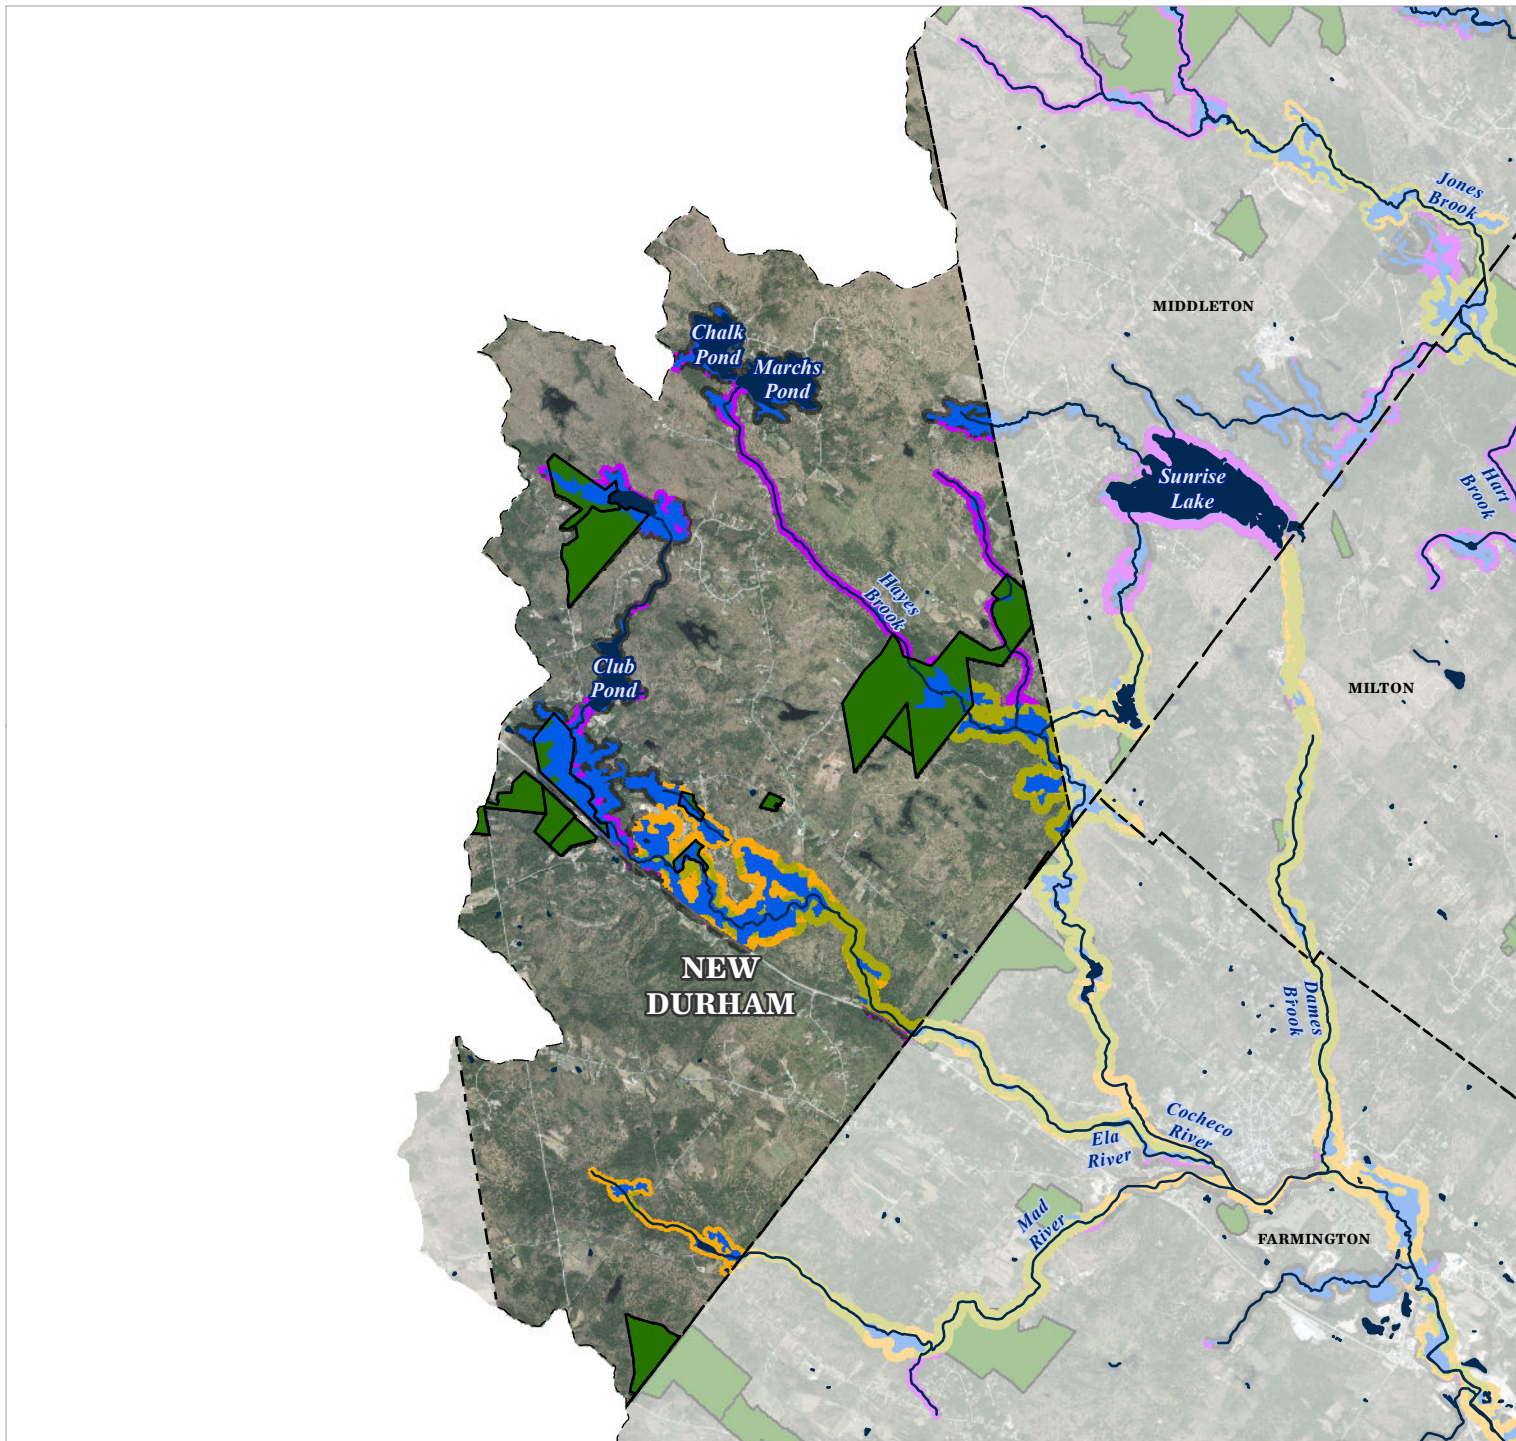 Jones
Brook
MIDDLETON
Chalk
Pond
Marchs
Pond
Sunrise
Lake
Hart
Brook
Hayes
Brook
Club
Pond
MILTON
NEW
DURHAM
Dames
Brook
Cocheco
River
Ela
River
Mad
River
FARMINGTON